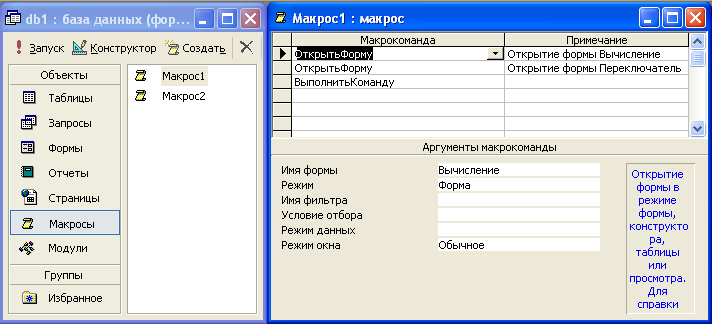 db1 : база данных (фор...
Запуск Конструктор Создать
Объекты
Таблицы
Запросы
Формы
Отчеты
Страницы
Макросы
Модули
Группы
Избранное
Макрос1
Макрос2
Макрос1 : макрос
Макрокоманда Примечание
ОткрытьФорму Открытие формы Вычисление
ОткрытьФорму Открытие формы Переключатель
ВыполнитьКоманду
Аргументы макрокоманды
Имя формы Вычисление
Режим Форма
Имя фильтра
Условие отбора
Режим данных
Режим окна Обычное
Открытие
формы в
режиме
формы,
конструкто
ра,
таблицы
или
просмотра.
Для
справки